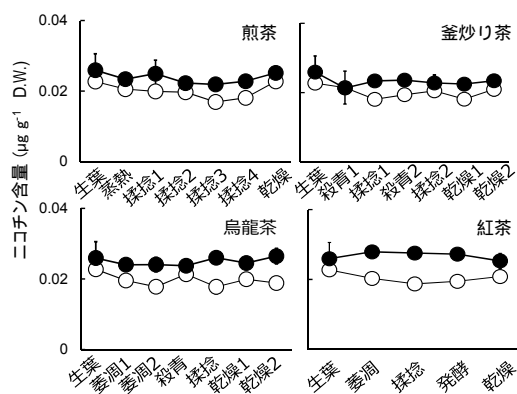 ニコチン含量 (µg g⁻¹ D.W.)
0.04
0.02
0
煎茶
生葉
蒸熱
揉捻1
揉捻2
揉捻3
揉捻4
乾燥
釜炒り茶
生葉
殺青1
揉捻1
殺青2
揉捻2
乾燥1
乾燥2
0.04
0.02
0
烏龍茶
生葉
萎凋1
萎凋2
殺青
揉捻
乾燥1
乾燥2
紅茶
生葉
萎凋
揉捻
発酵
乾燥